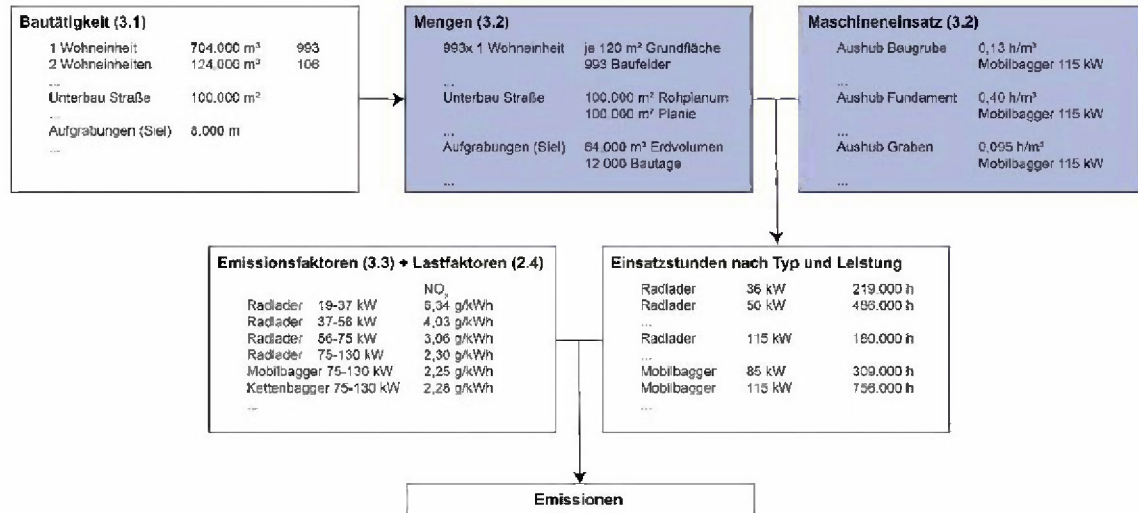 Bautätigkeit (3.1)
1 Wohneinheit 704.000 m³ 993
2 Wohneinheiten 124.000 m³ 106
...
Unterbau Straße 100.000 m²
...
Aufgrabungen (Siel) 8.000 m
...
Mengen (3.2)
993x 1 Wohneinheit je 120 m² Grundfläche
993 Baufelder
...
Unterbau Straße 100.000 m² Rohplanum
100.000 m² Planie
...
Aufgrabungen (Siel) 64.000 m³ Erdvolumen
12 000 Bautage
...
Maschineneinsatz (3.2)
Aushub Baugrube 0,13 h/m³
Mobilbagger 115 kW
...
Aushub Fundament 0,40 h/m³
Mobilbagger 115 kW
...
Aushub Graben 0,095 h/m³
Mobilbagger 115 kW
...
Emissionsfaktoren (3.3) + Lastfaktoren (2.4)
NOx
Radlader 19-37 kW 6,34 g/kWh
Radlader 37-56 kW 4,03 g/kWh
Radlader 56-75 kW 3,06 g/kWh
Radlader 75-130 kW 2,30 g/kWh
Mobilbagger 75-130 kW 2,25 g/kWh
Kettenbagger 75-130 kW 2,28 g/kWh
...
Einsatzstunden nach Typ und Leistung
Radlader 36 kW 219.000 h
Radlader 50 kW 486.000 h
...
Radlader 115 kW 180.000 h
...
Mobilbagger 85 kW 309.000 h
Mobilbagger 115 kW 756.000 h
...
Emissionen